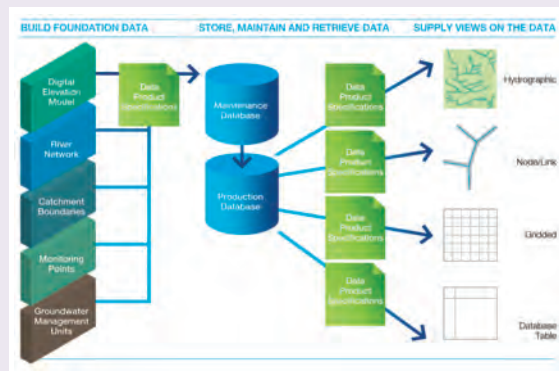 BUILD FOUNDATION DATA
STORE, MAINTAIN AND RETRIEVE DATA
SUPPLY VIEWS ON THE DATA
Digital
Elevation
Model
River
Network
Catchment
Boundaries
Monitoring
Points
Groundwater
Management
Units
Data
Product
Specifications
Maintenance
Database
Production
Database
Data
Product
Specifications
Data
Product
Specifications
Data
Product
Specifications
Data
Product
Specifications
Hydrographic
Node/Link
Gridded
Database
Table